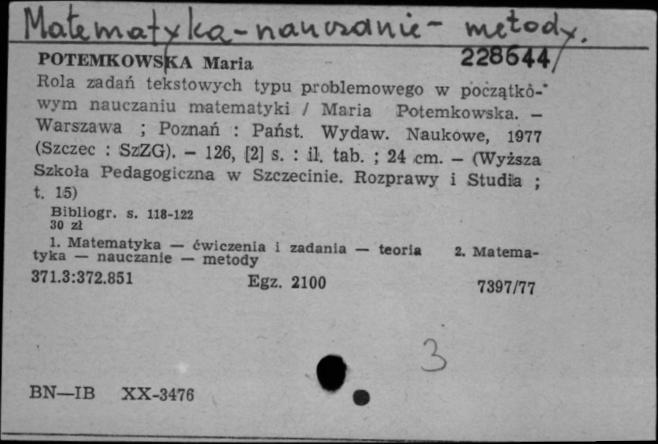 Matematyka-nauczanie-metody.
POTEMKOWSKA Maria 228644
Rola zadań tekstowych typu problemowego w początko-
wym nauczaniu matematyki / Maria Potemkowska. —
Warszawa ; Poznań : Państ. Wydaw. Naukowe, 1977
(Szczec : SzZG). — 126, [2] s. : il. tab. ; 24 cm. — (Wyższa
Szkoła Pedagogiczna w Szczecinie. Rozprawy i Studia ;
t. 15)
Bibliogr. s. 118-122
30 zł
1. Matematyka — ćwiczenia i zadania — teoria 2. Matema-
tyka — nauczanie — metody
371.3:372.851 Egz. 2100 7397/77
3
BN—IB XX-3476